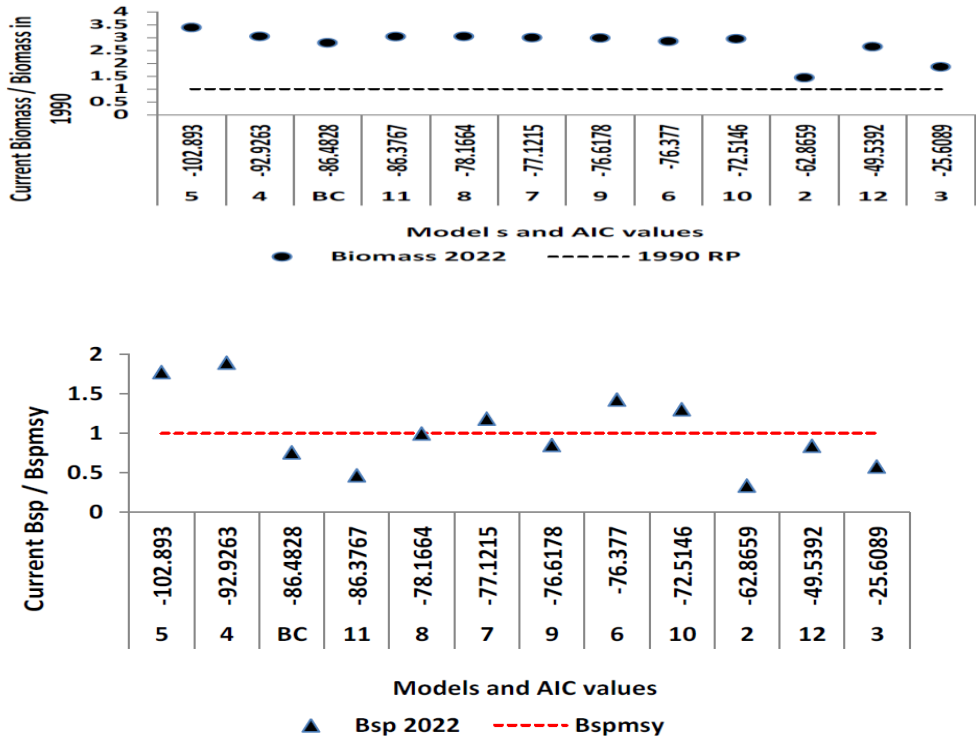 Current Biomass / Biomass in 1990
4
3.5
3
2.5
2
1.5
1
0.5
0
-102.893 -92.9263 -86.4828 -86.3767 -78.1664 -77.1215 -76.6178 -76.377 -72.5146 -62.8659 -49.5392 -25.6089
5 4 BC 11 8 7 9 6 10 2 12 3
Model s and AIC values
Biomass 2022 1990 RP
Current Bsp / Bspmsy
2
1.5
1
0.5
0
-102.893 -92.9263 -86.4828 -86.3767 -78.1664 -77.1215 -76.6178 -76.377 -72.5146 -62.8659 -49.5392 -25.6089
5 4 BC 11 8 7 9 6 10 2 12 3
Models and AIC values
Bsp 2022 Bspmsy